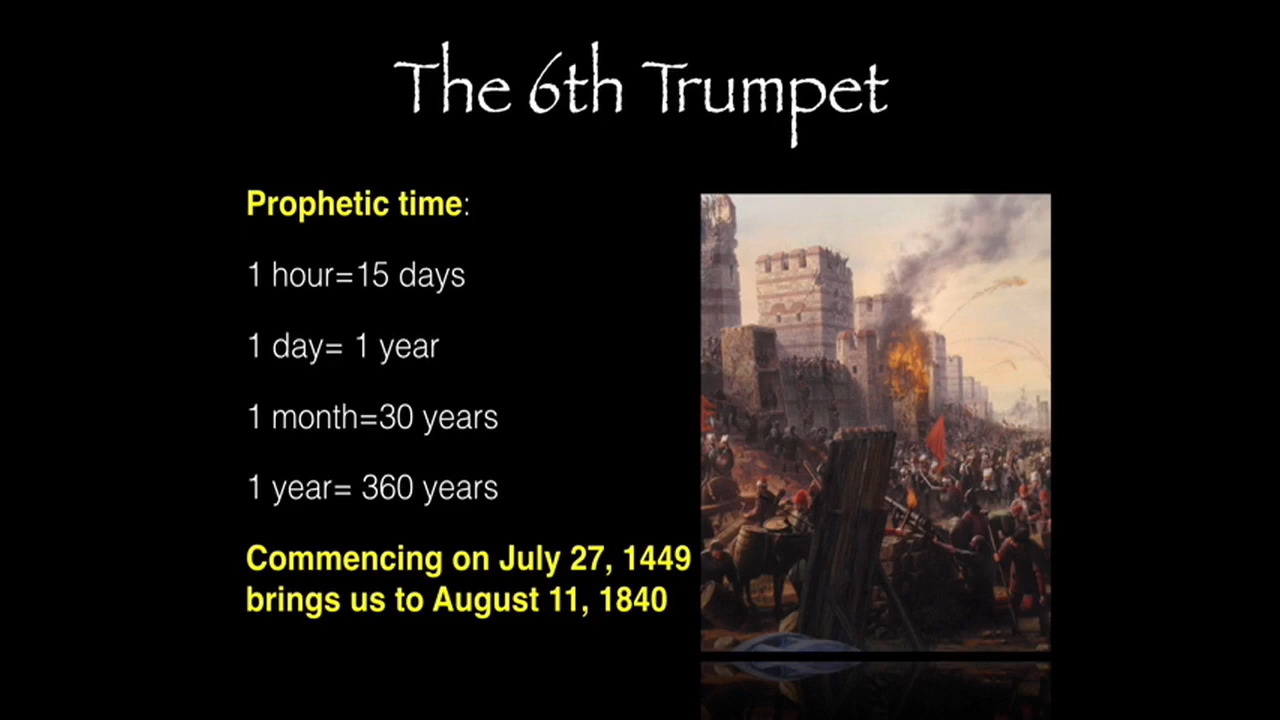 The 6th Trumpet
Prophetic time:
1 hour=15 days
1 day= 1 year
1 month=30 years
1 year= 360 years
Commencing on July 27, 1449
brings us to August 11, 1840